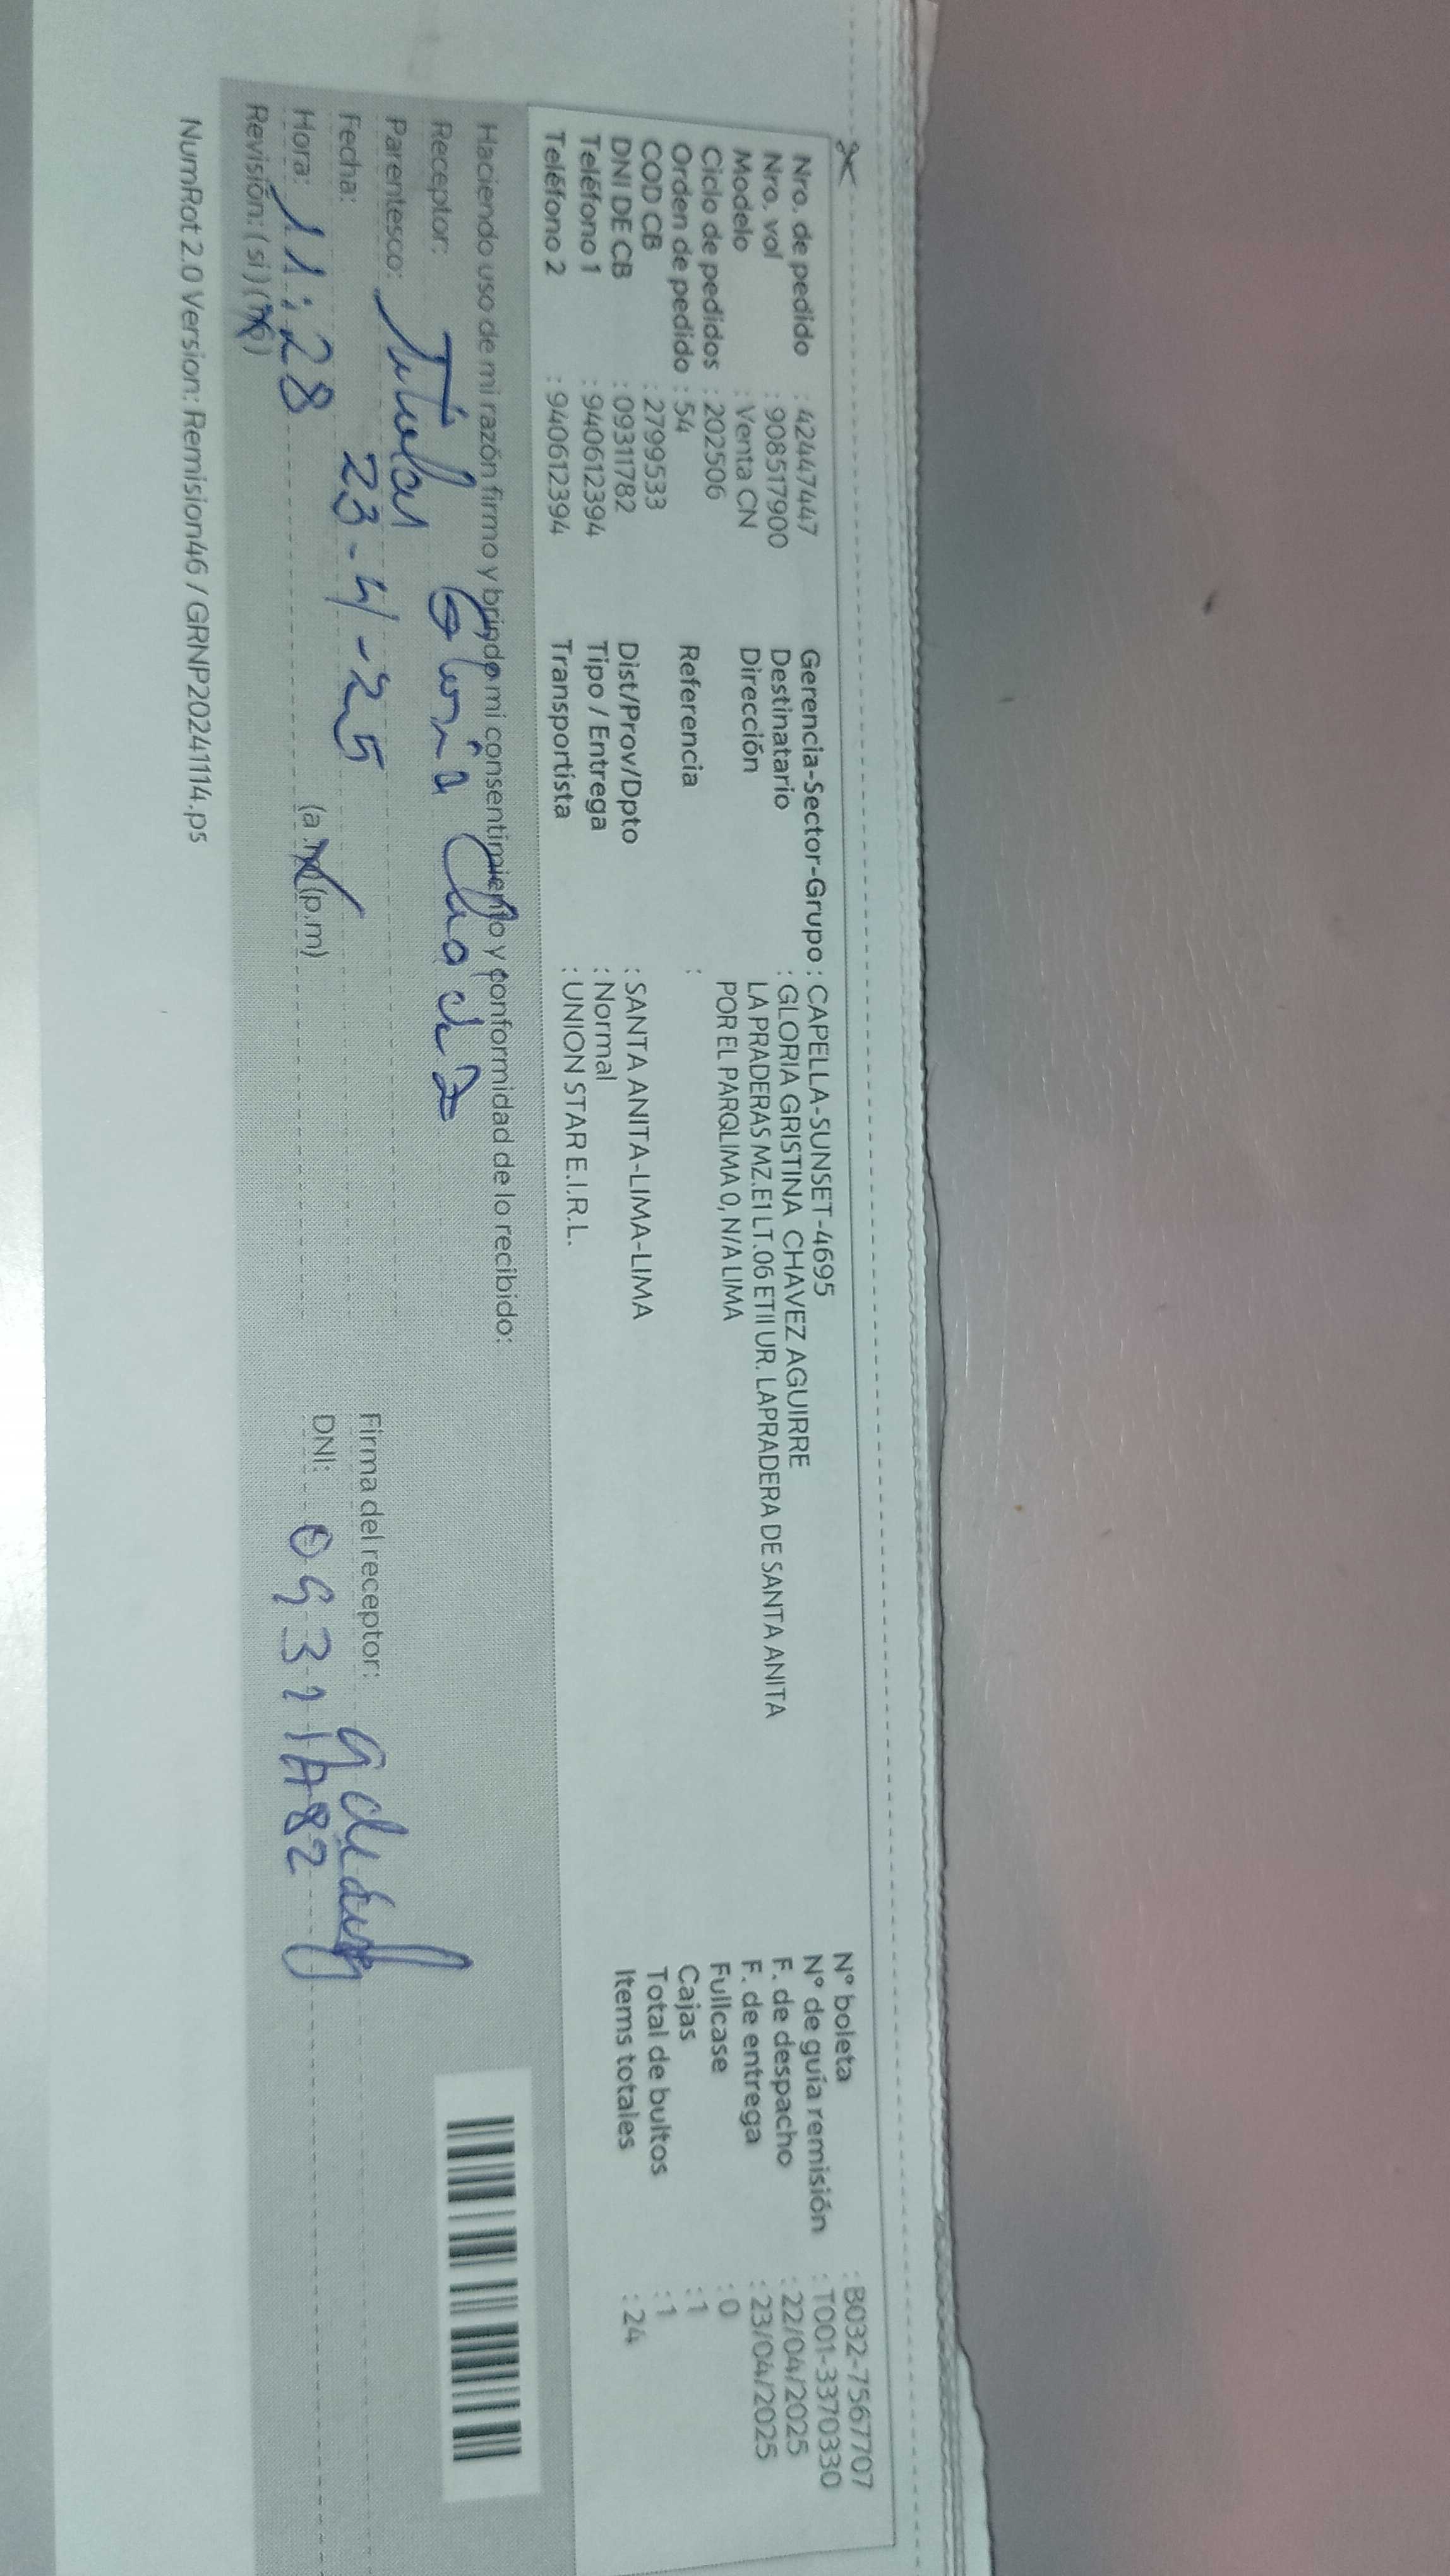 Nro. de pedido : 42447447
Nro. vol : 908517900
Modelo : Venta CN
Ciclo de pedidos : 202506
Orden de pedido : 54
COD CB : 2799533
DNI DE CB : 09311782
Teléfono 1 : 940612394
Teléfono 2 : 940612394
Gerencia-Sector-Grupo : CAPELLA-SUNSET-4695
Destinatario : GLORIA GRISTINA CHAVEZ AGUIRRE
Dirección LA PRADERAS MZ.E1 LT.06 ETII UR. LAPRADERA DE SANTA ANITA
POR EL PARQLIMA 0, N/A LIMA
Referencia :
Dist/Prov/Dpto : SANTA ANITA-LIMA-LIMA
Tipo / Entrega : Normal
Transportista : UNION STAR E.I.R.L.
N° boleta : B032-7567707
N° de guía remisión : T001-3370330
F. de despacho : 22/04/2025
F. de entrega : 23/04/2025
Fullcase : 0
Cajas : 1
Total de bultos : 1
Items totales : 24
Haciendo uso de mi razón firmo y brindo mi consentimiento y conformidad de lo recibido:
Receptor: Gloria Chavez
Parentesco: Titular
Fecha: 23-4-25
Hora: 11:28 (a.m) (p.m)
Revisión: (si) (no)
Firma del receptor:
DNI: 09311782
NumRot 2.0 Version: Remision46 / GRNP20241114.ps